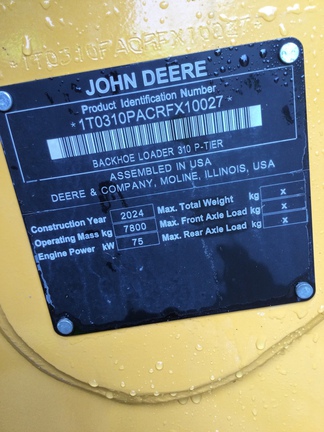 1T0310PACRFX10027
JOHN DEERE
Product Identification Number
*1T0310PACRFX10027*
BACKHOE LOADER 310 P-TIER
ASSEMBLED IN USA
DEERE & COMPANY, MOLINE, ILLINOIS, USA
Construction Year 2024 Max. Total Weight kg x
Operating Mass kg 7800 Max. Front Axle Load kg x
Engine Power kW 75 Max. Rear Axle Load kg x